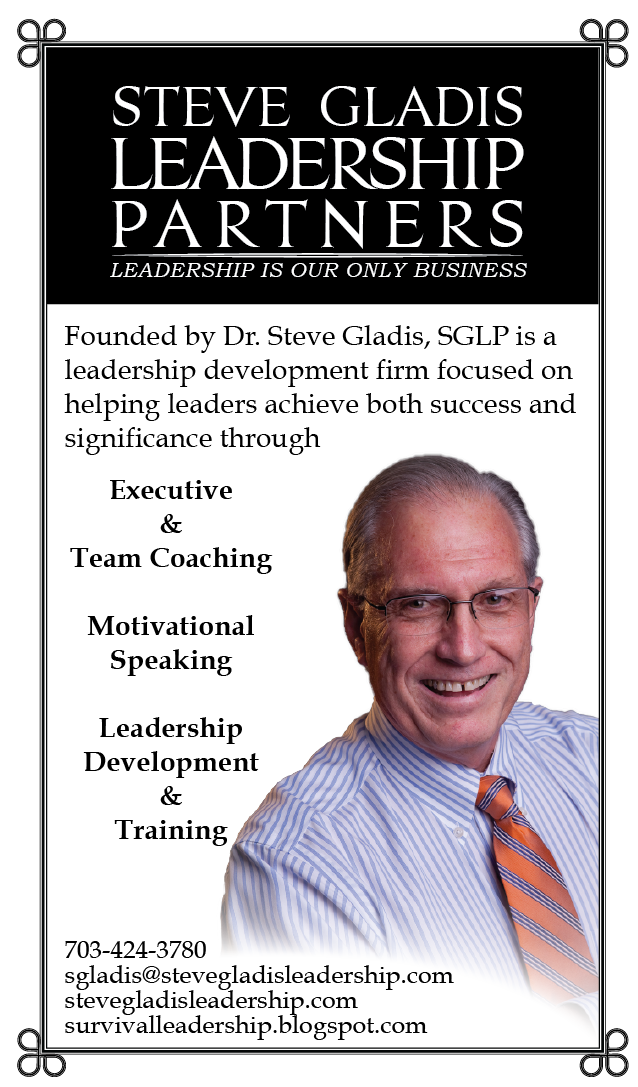 STEVE GLADIS
LEADERSHIP
PARTNERS
LEADERSHIP IS OUR ONLY BUSINESS
Founded by Dr. Steve Gladis, SGLP is a
leadership development firm focused on
helping leaders achieve both success and
significance through
Executive
&
Team Coaching
Motivational
Speaking
Leadership
Development
&
Training
703-424-3780
sgladis@stevegladisleadership.com
stevegladisleadership.com
survivalleadership.blogspot.com